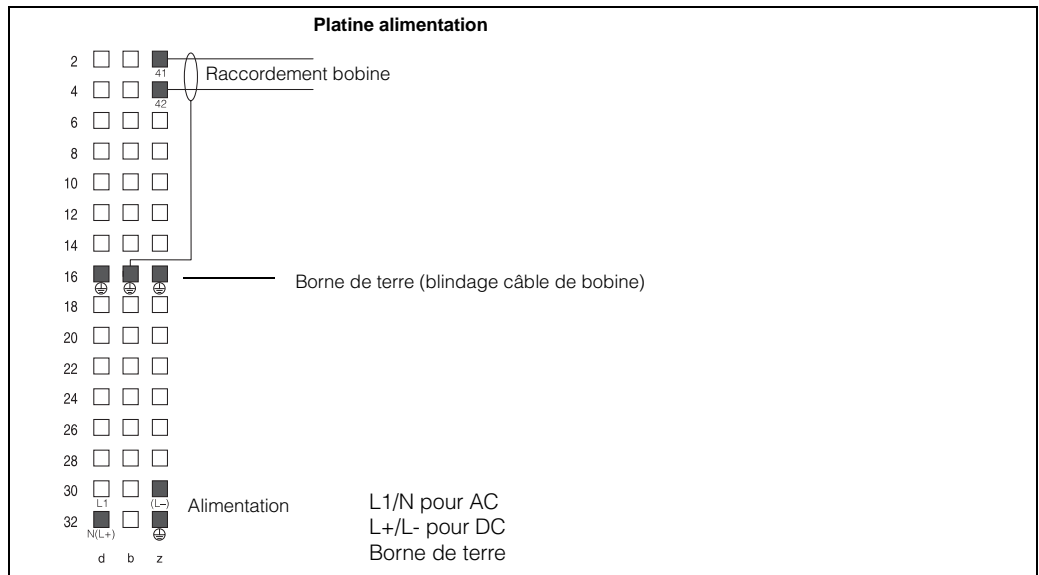 Platine alimentation
2
41
Raccordement bobine
4
42
6
8
10
12
14
16
Borne de terre (blindage câble de bobine)
18
20
22
24
26
28
30
L1 (L–)
Alimentation
L1/N pour AC
32
L+/L- pour DC
N(L+)
Borne de terre
d b z